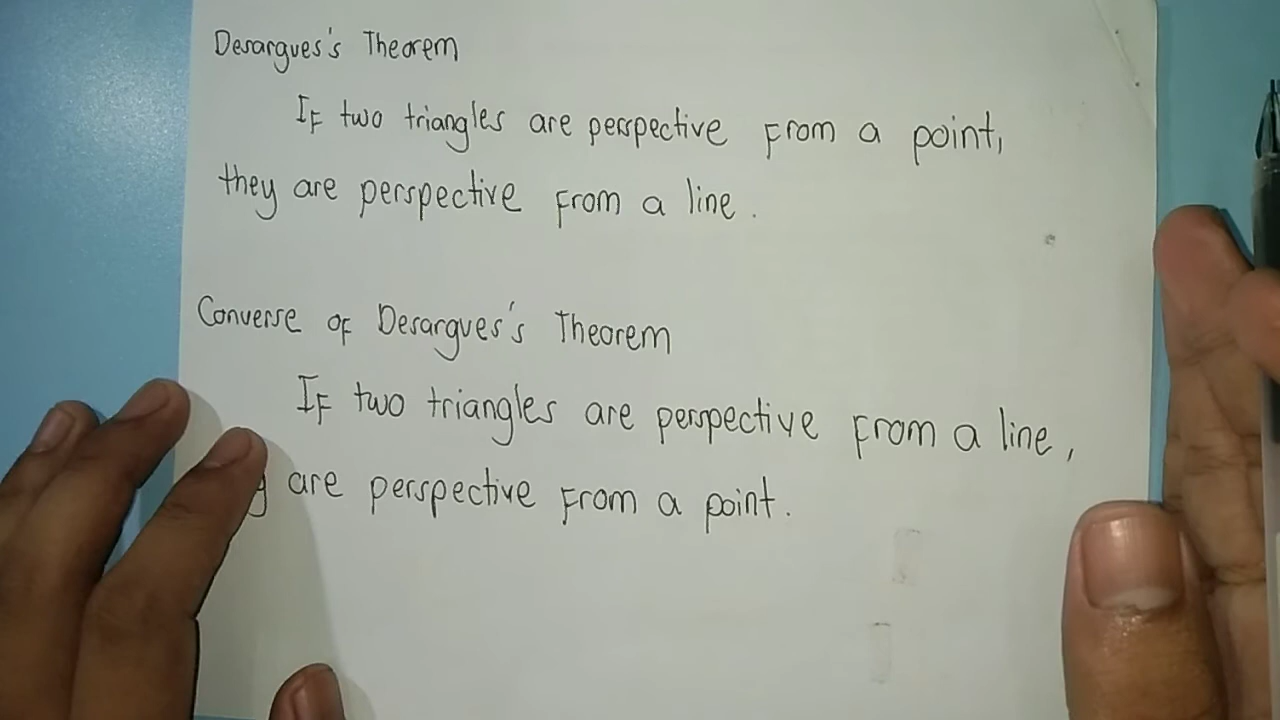 Desargues's Theorem
If two triangles are perspective from a point,
they are perspective from a line.
Converse of Desargues's Theorem
If two triangles are perspective from a line,
are perspective from a point.